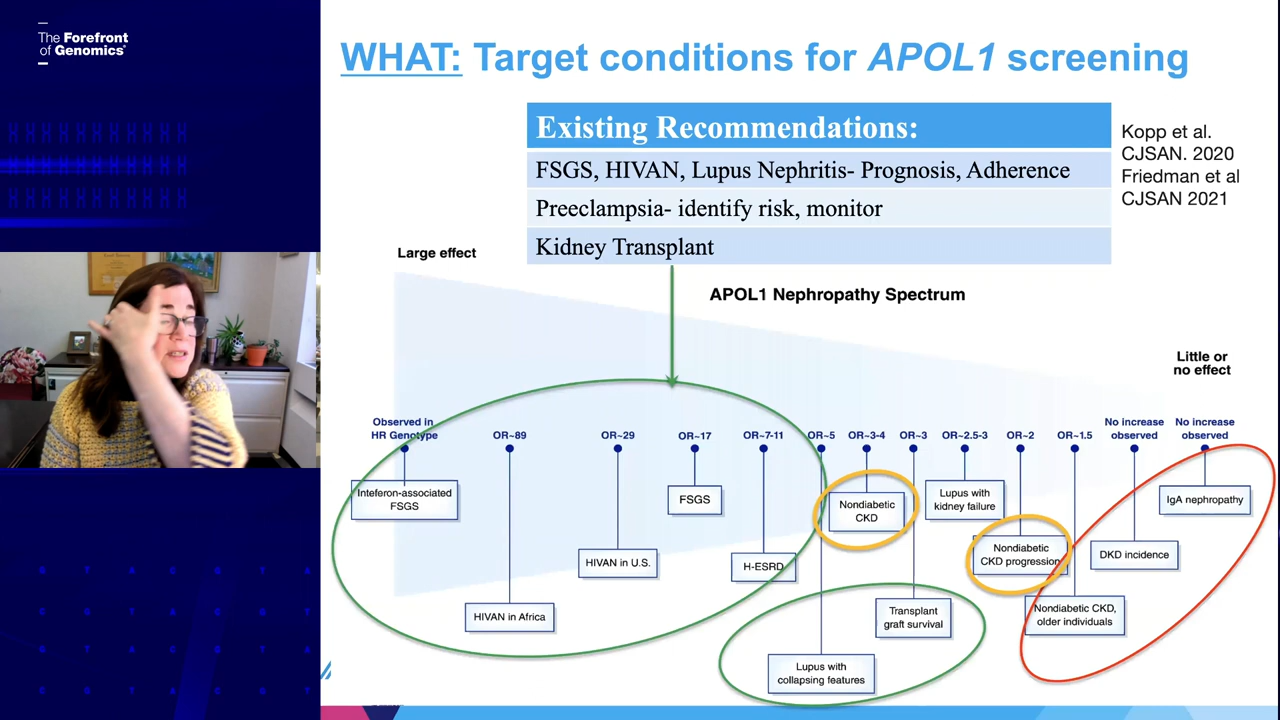 The Forefront
of Genomics®
WHAT: Target conditions for APOL1 screening
Existing Recommendations:
FSGS, HIVAN, Lupus Nephritis- Prognosis, Adherence
Preeclampsia- identify risk, monitor
Kidney Transplant
Kopp et al.
CJSAN. 2020
Friedman et al
CJSAN 2021
Large effect
APOL1 Nephropathy Spectrum
Little or
no effect
Observed in
HR Genotype
OR~89
OR~29
OR~17
OR~7-11
OR~5
OR~3-4
OR~3
OR~2.5-3
OR~2
OR~1.5
No increase
observed
No increase
observed
Inteferon-associated
FSGS
HIVAN in Africa
HIVAN in U.S.
FSGS
H-ESRD
Lupus with
collapsing features
Nondiabetic
CKD
Transplant
graft survival
Lupus with
kidney failure
Nondiabetic
CKD progression
Nondiabetic CKD,
older individuals
DKD incidence
IgA nephropathy